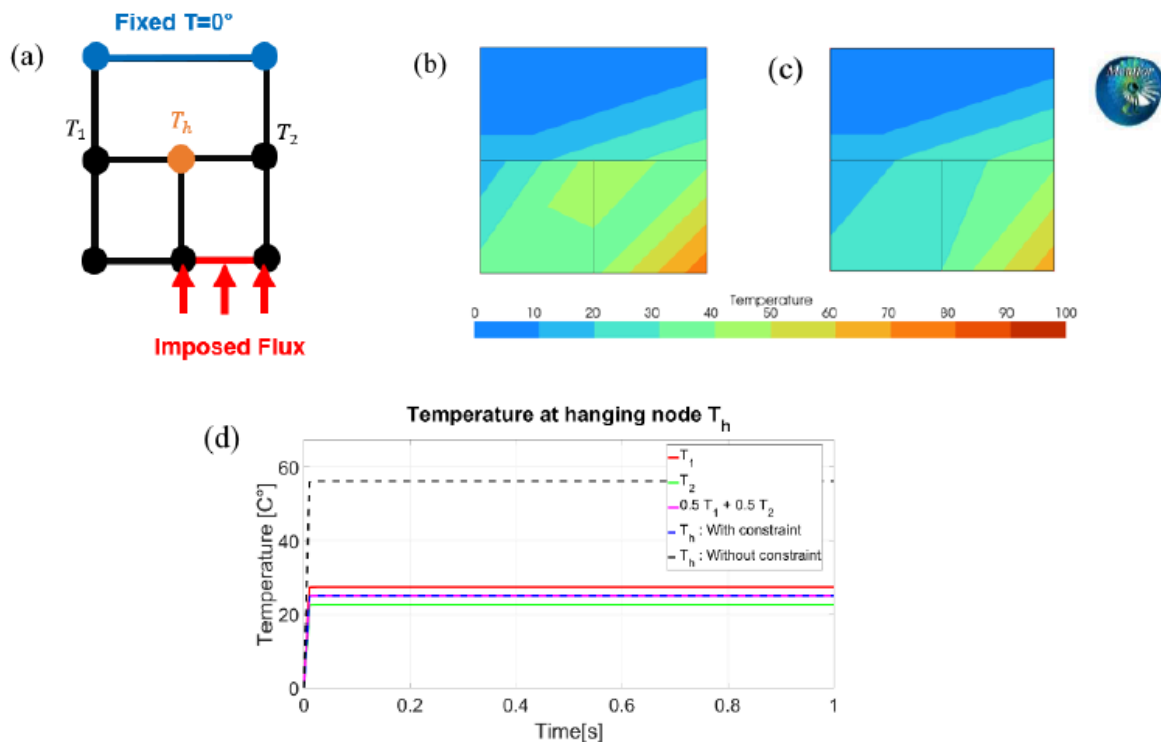 Fixed T=0°
(a)
T₁
Tₕ
T₂
Imposed Flux
(b)
(c)
Monitor
Temperature
0 10 20 30 40 50 60 70 80 90 100
(d)
Temperature at hanging node Tₕ
Temperature [C°]
60
40
20
0
0 0.2 0.4 0.6 0.8 1
Time[s]
T₁
T₂
0.5 T₁ + 0.5 T₂
Tₕ : With constraint
Tₕ : Without constraint